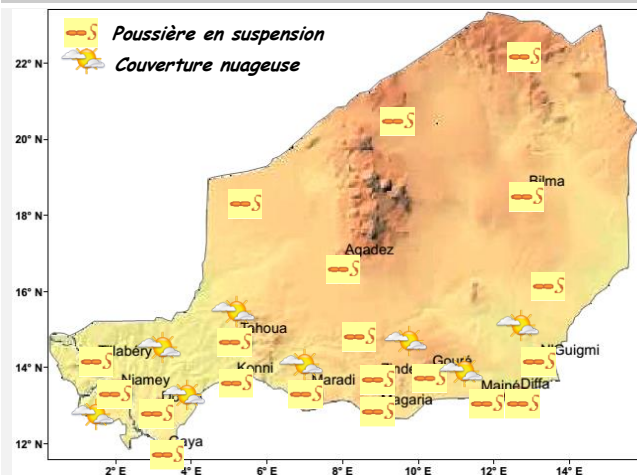 Poussière en suspension
Couverture nuageuse
22° N
20° N
18° N
16° N
14° N
12° N
Bilma
Agadez
Tahoua
N'Guigmi
Gouré
Konni
Maradi
Diffa
Niamey
Magaria
Gaya
2° E
4° E
6° E
8° E
10° E
12° E
14° E